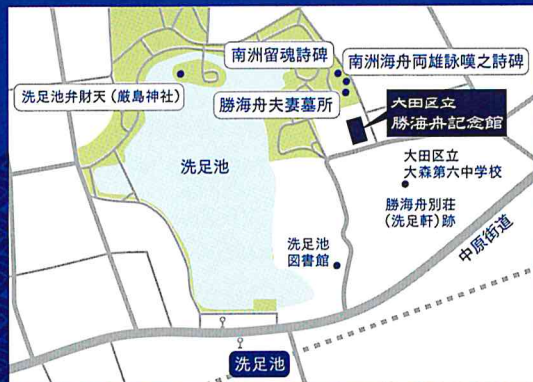 南洲留魂詩碑
南洲海舟両雄詠嘆之詩碑
洗足池弁財天(厳島神社)
勝海舟夫妻墓所
大田区立
勝海舟記念館
洗足池
大田区立
大森第六中学校
勝海舟別荘
(洗足軒)跡
中原街道
洗足池
図書館
洗足池